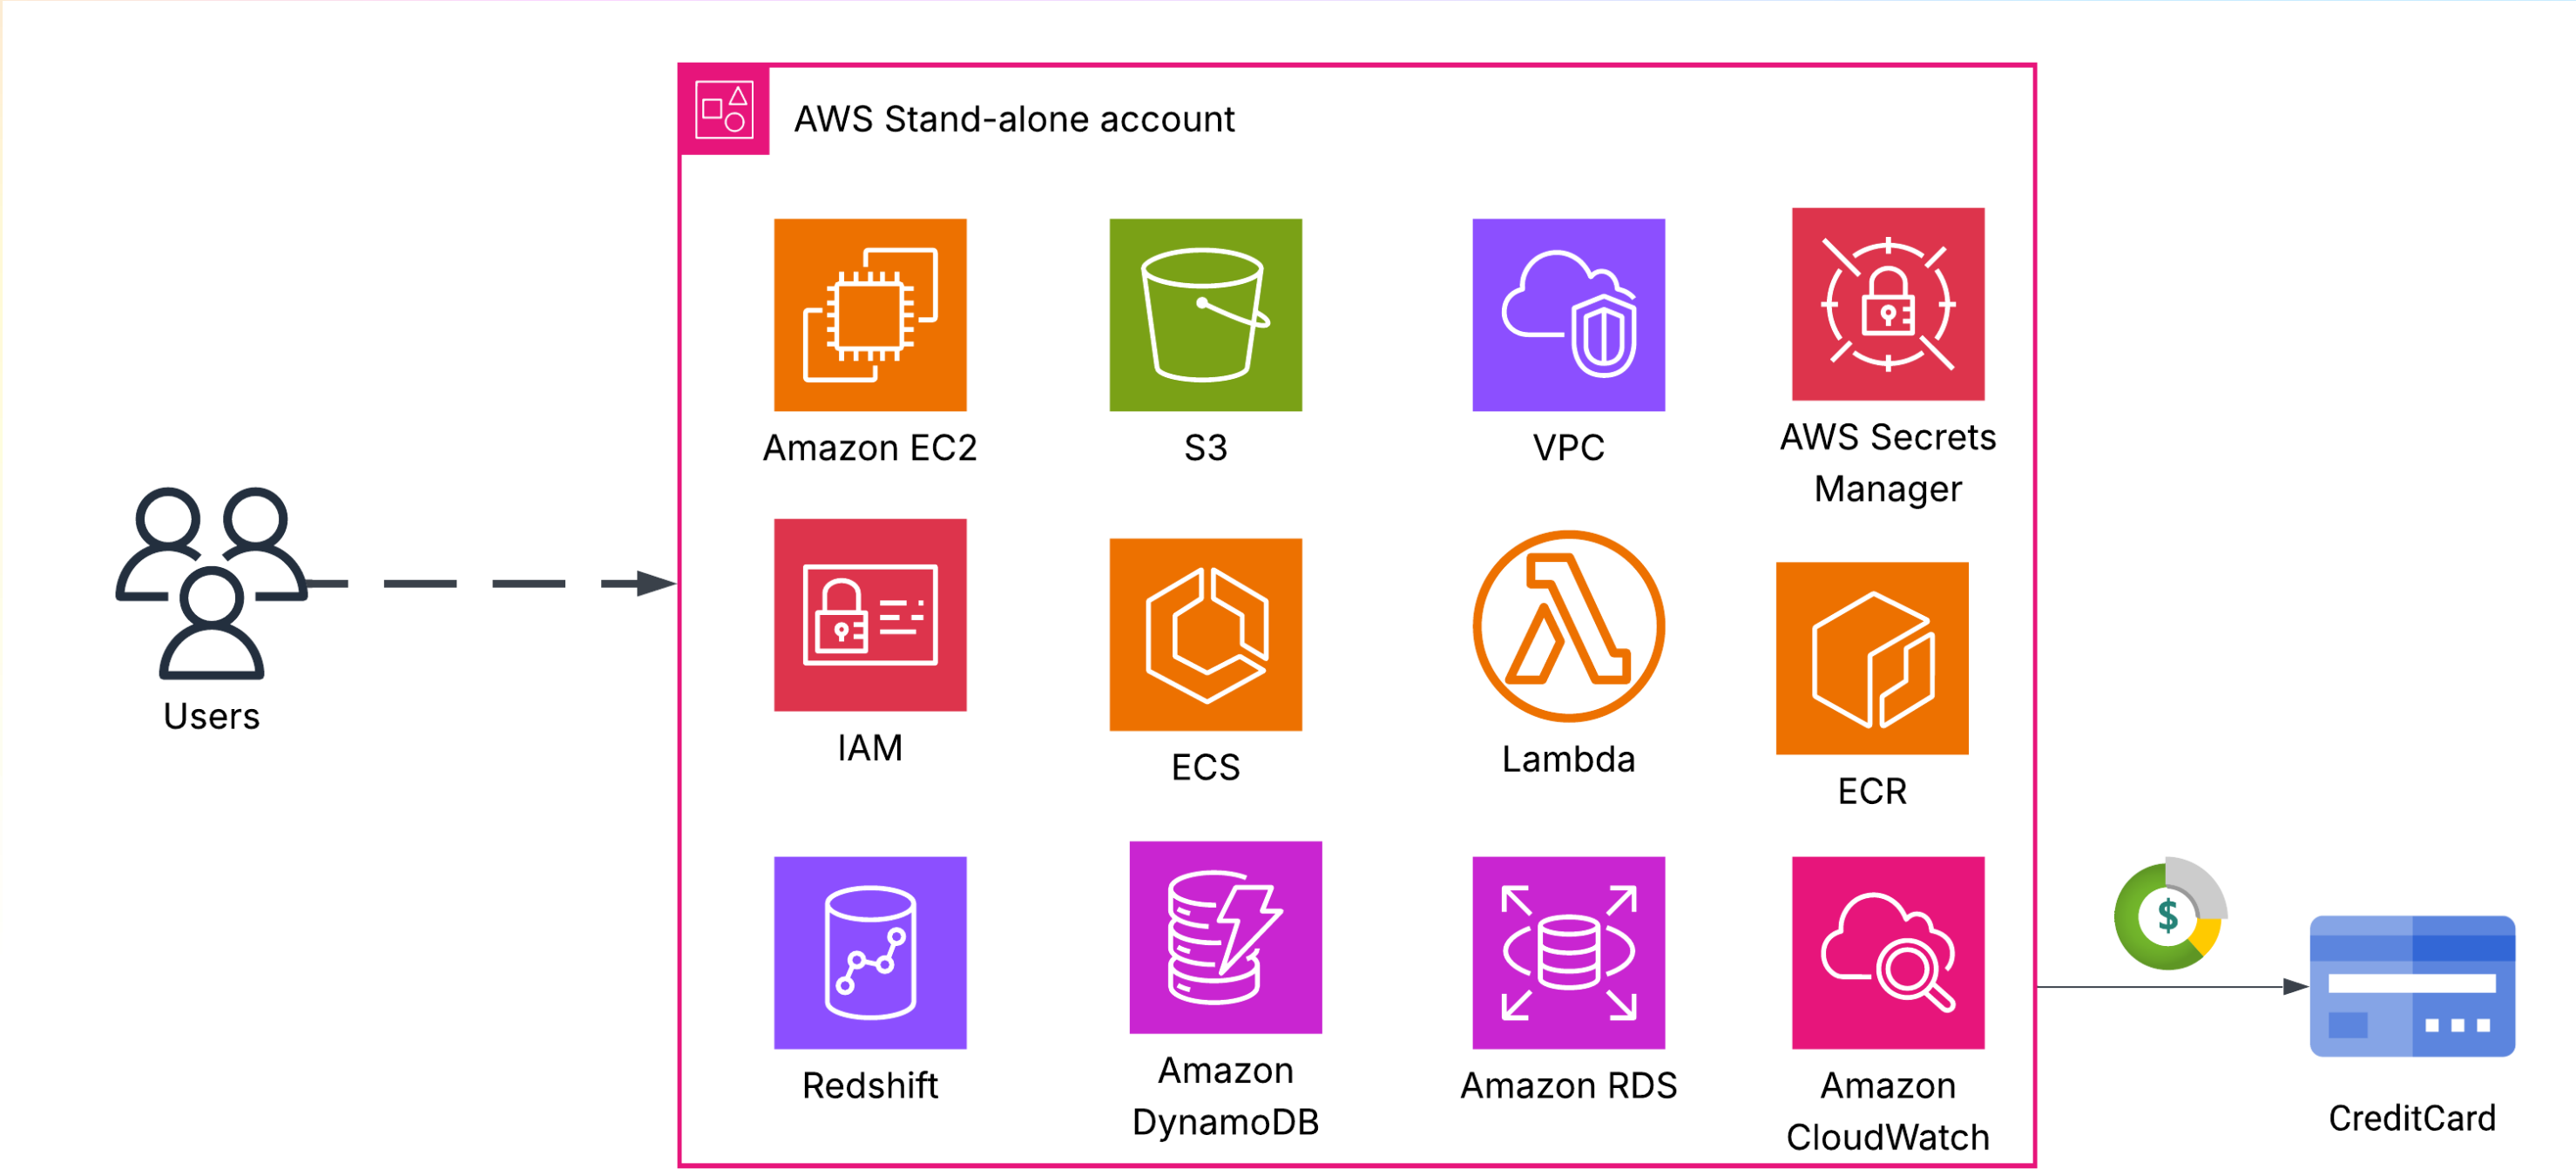 AWS Stand-alone account
Amazon EC2
S3
VPC
AWS Secrets
Manager
Users
IAM
ECS
Lambda
ECR
$
Redshift
Amazon
DynamoDB
Amazon RDS
Amazon
CloudWatch
CreditCard